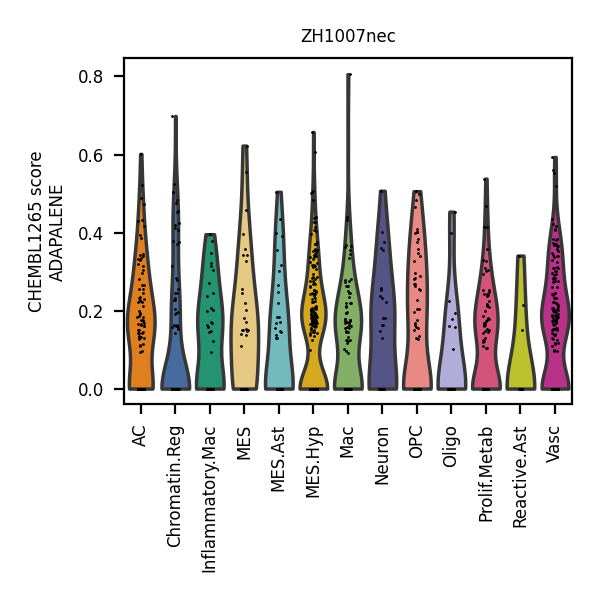 ZH1007nec
CHEMBL1265 score
ADAPALENE
0.8
0.6
0.4
0.2
0.0
AC
Chromatin.Reg
Inflammatory.Mac
MES
MES.Ast
MES.Hyp
Mac
Neuron
OPC
Oligo
Prolif.Metab
Reactive.Ast
Vasc